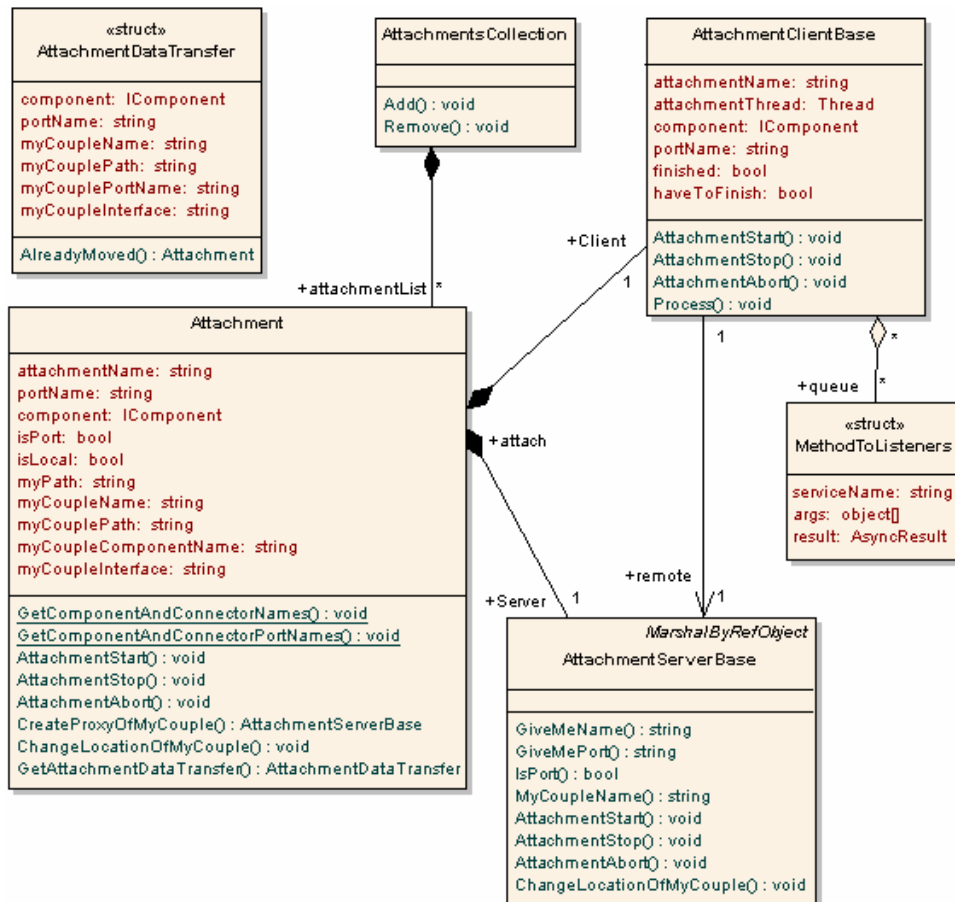 «struct»
AttachmentDataTransfer
component: IComponent
portName: string
myCoupleName: string
myCouplePath: string
myCouplePortName: string
myCoupleInterface: string
AlreadyMoved() : Attachment
AttachmentsCollection
Add() : void
Remove() : void
AttachmentClientBase
attachmentName: string
attachmentThread: Thread
component: IComponent
portName: string
finished: bool
haveToFinish: bool
AttachmentStart() : void
AttachmentStop() : void
AttachmentAbort() : void
Process() : void
+Client
1
+attachmentList
*
1
*
+queue
*
Attachment
attachmentName: string
portName: string
component: IComponent
isPort: bool
isLocal: bool
myPath: string
myCoupleName: string
myCouplePath: string
myCoupleComponentName: string
myCoupleInterface: string
GetComponentAndConnectorNames() : void
GetComponentAndConnectorPortNames() : void
AttachmentStart() : void
AttachmentStop() : void
AttachmentAbort() : void
CreateProxyOfMyCouple() : AttachmentServerBase
ChangeLocationOfMyCouple() : void
GetAttachmentDataTransfer() : AttachmentDataTransfer
+attach
«struct»
MethodToListeners
serviceName: string
args: object[]
result: AsyncResult
+remote
1
+Server
1
MarshalByRefObject
AttachmentServerBase
GiveMeName() : string
GiveMePort() : string
IsPort() : bool
MyCoupleName() : string
AttachmentStart() : void
AttachmentStop() : void
AttachmentAbort() : void
ChangeLocationOfMyCouple() : void